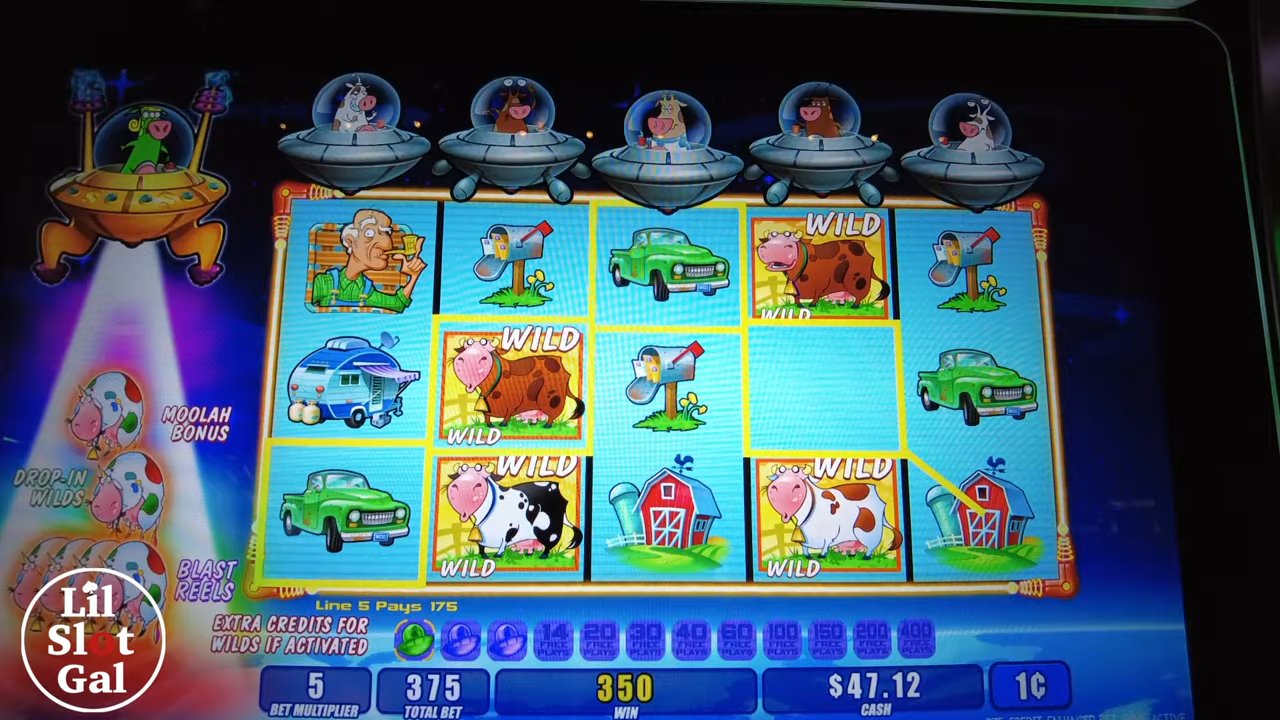 WILD
WILD
WILD
WILD
WILD
WILD
WILD
WILD
MOOLAH
BONUS
DROP-IN
WILDS
BLAST
REELS
Line 5 Pays 175
EXTRA CREDITS FOR
WILDS IF ACTIVATED
14 FREE PLAYS
20 FREE PLAYS
30 FREE PLAYS
40 FREE PLAYS
60 FREE PLAYS
100 FREE PLAYS
150 FREE PLAYS
200 FREE PLAYS
400 FREE PLAYS
Lil
Slot
Gal
5
BET MULTIPLIER
375
TOTAL BET
350
WIN
$47.12
CASH
1¢